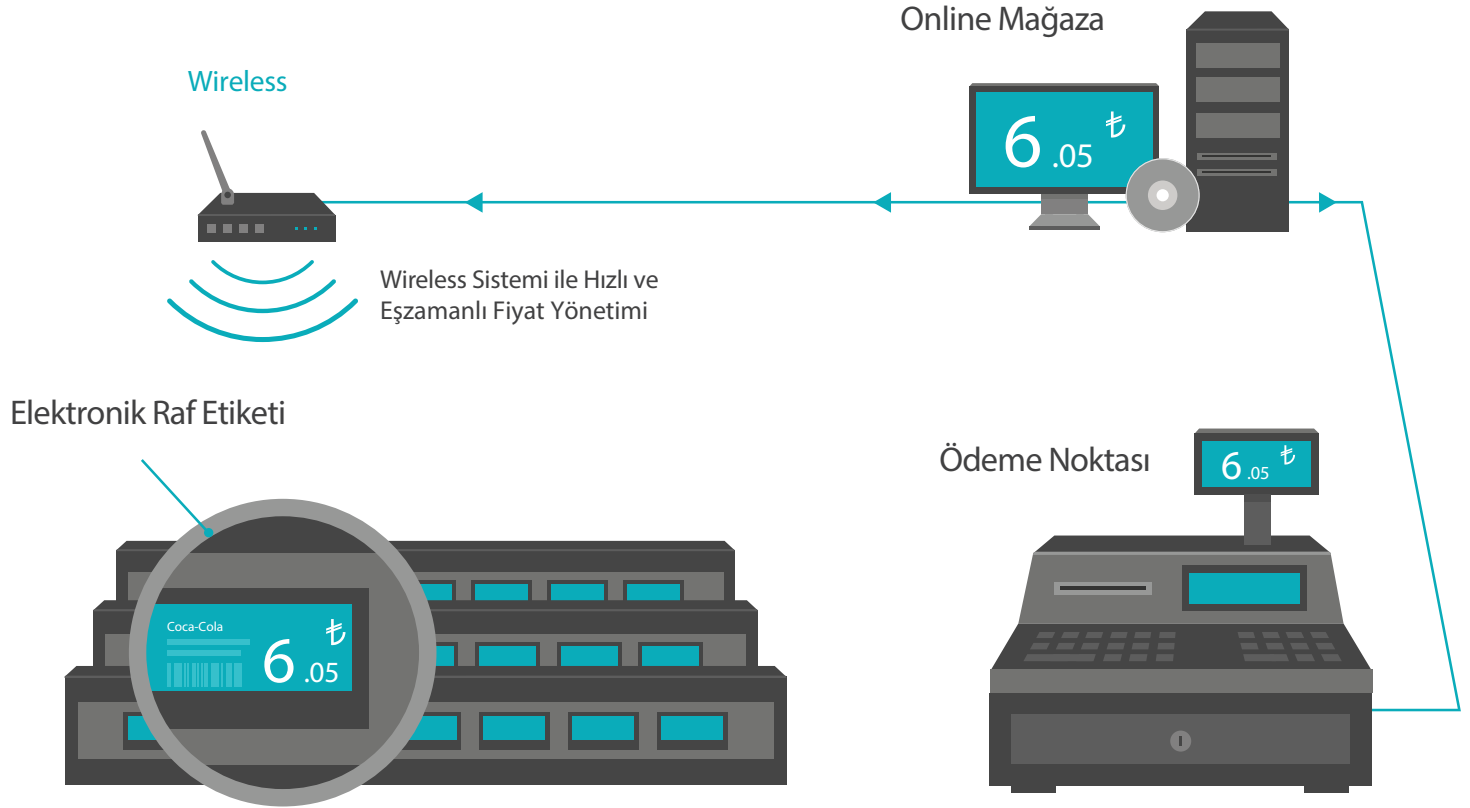 Online Mağaza
Wireless
6.05 ₺
Wireless Sistemi ile Hızlı ve
Eşzamanlı Fiyat Yönetimi
Elektronik Raf Etiketi
Ödeme Noktası
6.05 ₺
Coca-Cola
6.05 ₺